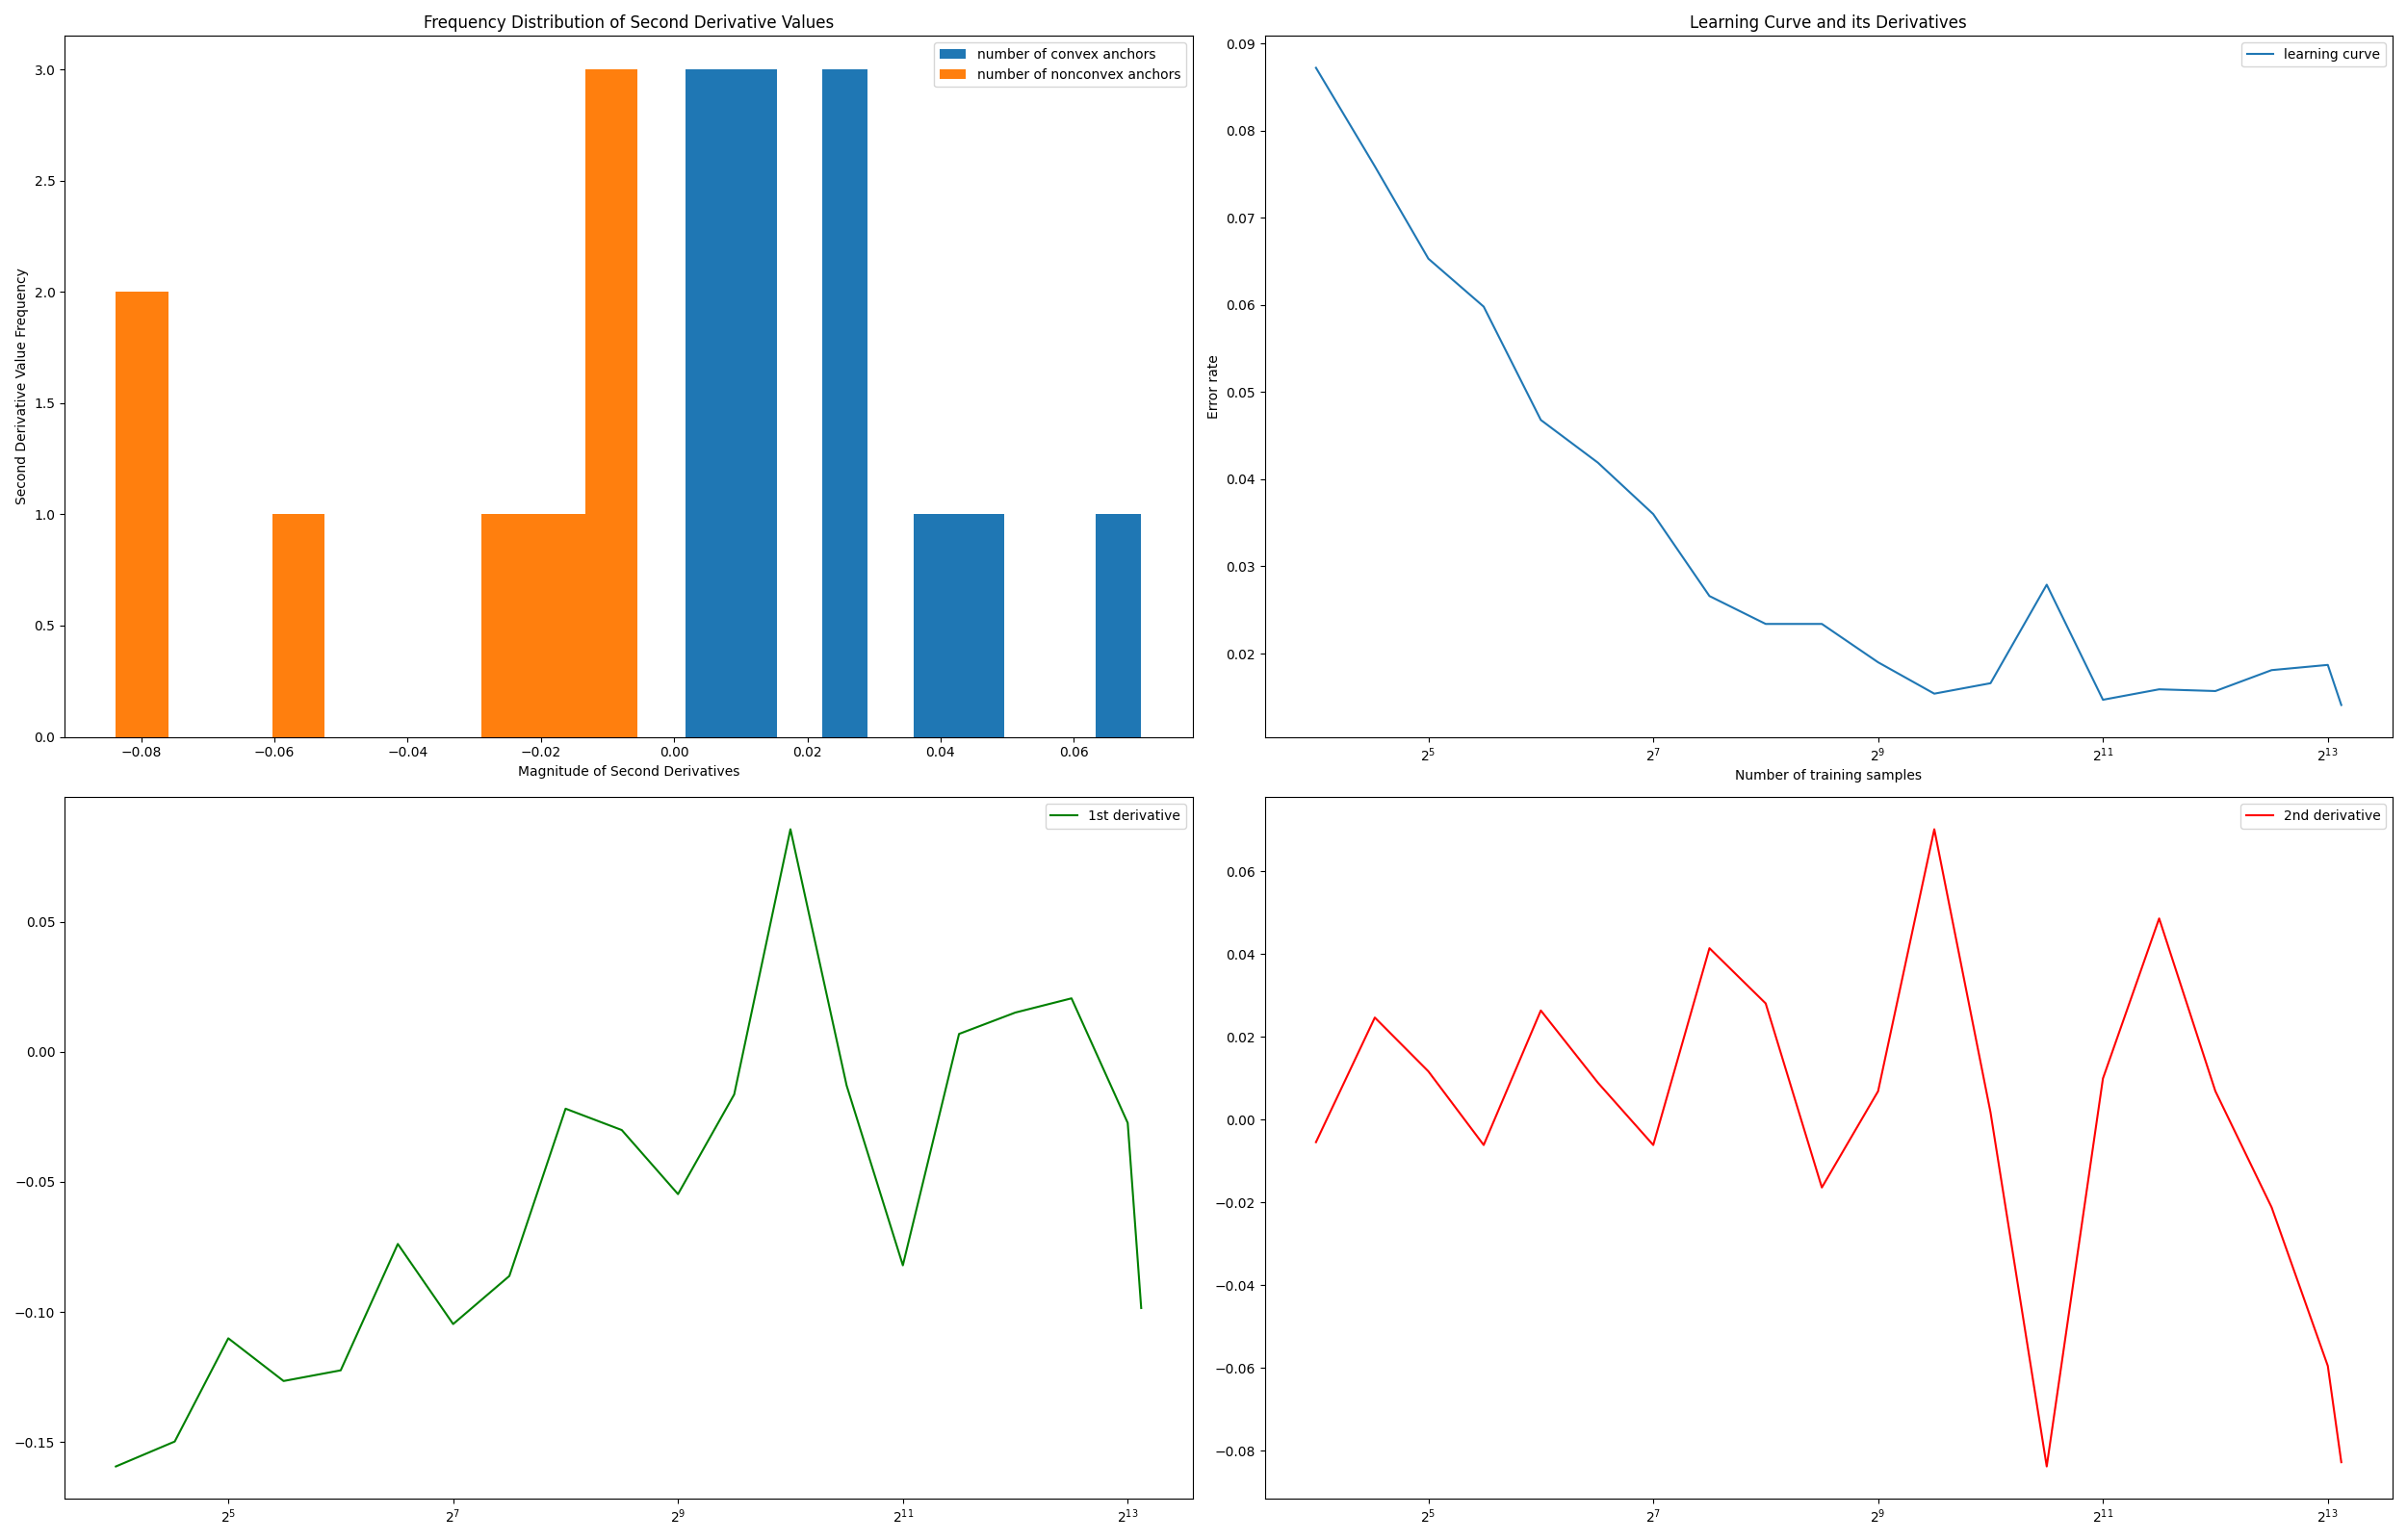 Frequency Distribution of Second Derivative Values
number of convex anchors
number of nonconvex anchors
3.0
2.5
2.0
1.5
1.0
0.5
0.0
Second Derivative Value Frequency
−0.08 −0.06 −0.04 −0.02 0.00 0.02 0.04 0.06
Magnitude of Second Derivatives
Learning Curve and its Derivatives
learning curve
0.09
0.08
0.07
0.06
0.05
0.04
0.03
0.02
Error rate
2^5 2^7 2^9 2^11 2^13
Number of training samples
1st derivative
0.05
0.00
−0.05
−0.10
−0.15
2^5 2^7 2^9 2^11 2^13
2nd derivative
0.06
0.04
0.02
0.00
−0.02
−0.04
−0.06
−0.08
2^5 2^7 2^9 2^11 2^13